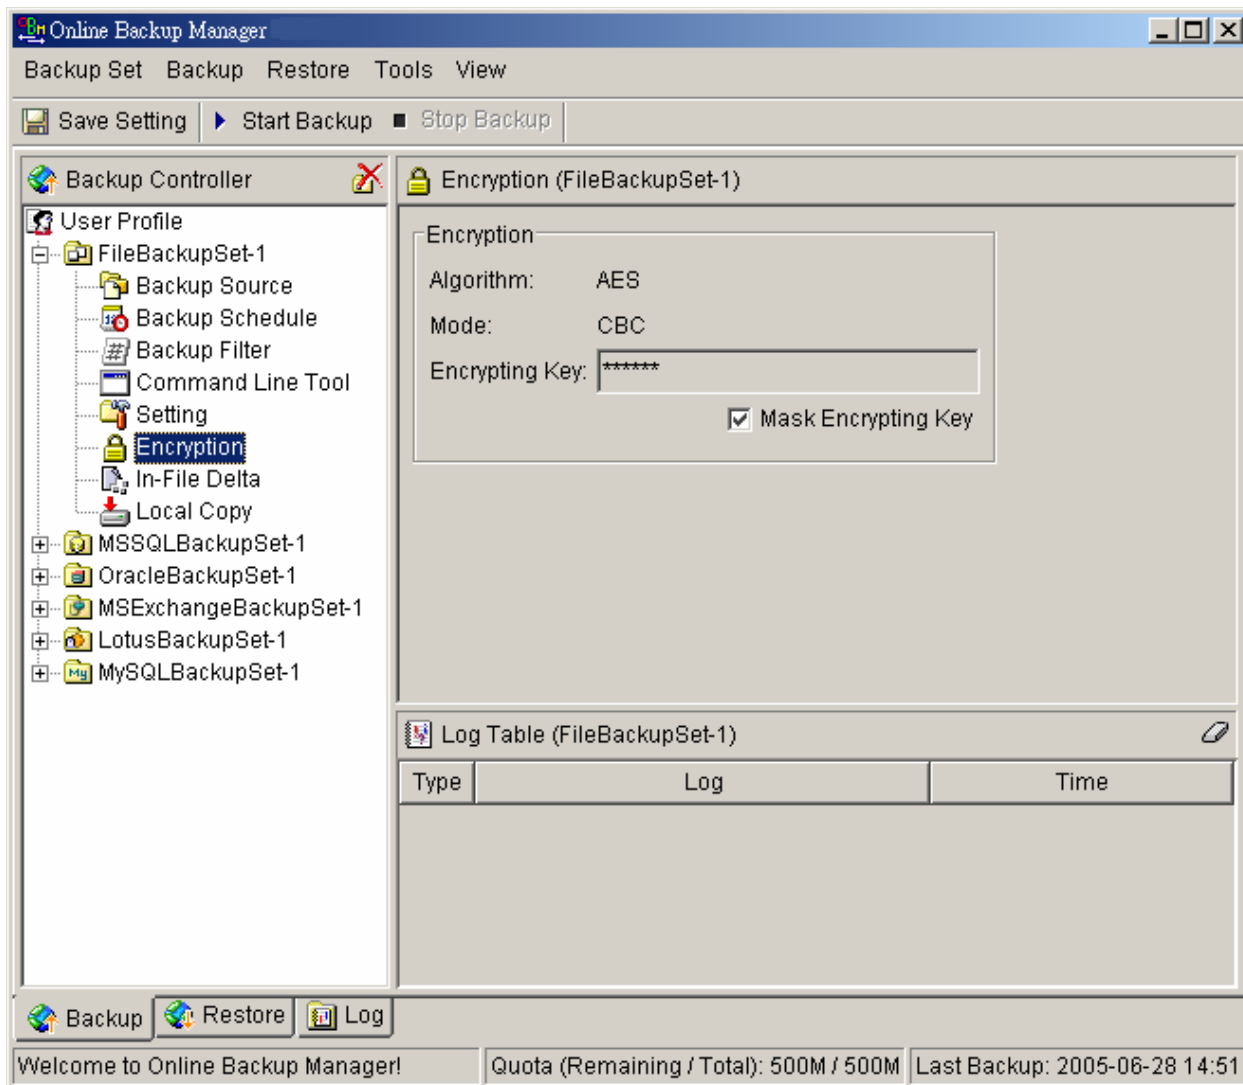 Online Backup Manager
Backup Set Backup Restore Tools View
Save Setting Start Backup Stop Backup
Backup Controller
User Profile
FileBackupSet-1
Backup Source
Backup Schedule
Backup Filter
Command Line Tool
Setting
Encryption
In-File Delta
Local Copy
MSSQLBackupSet-1
OracleBackupSet-1
MSExchangeBackupSet-1
LotusBackupSet-1
MySQLBackupSet-1
Encryption (FileBackupSet-1)
Encryption
Algorithm: AES
Mode: CBC
Encrypting Key: ******
Mask Encrypting Key
Log Table (FileBackupSet-1)
Type Log Time
Backup Restore Log
Welcome to Online Backup Manager! Quota (Remaining / Total): 500M / 500M Last Backup: 2005-06-28 14:51